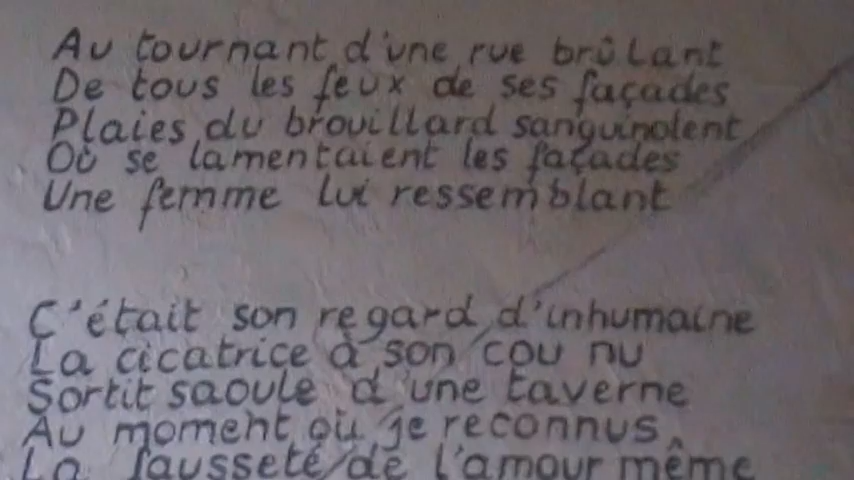 Au tournant d'une rue brûlant
De tous les feux de ses façades
Plaies du brouillard sanguinolent
Où se lamentaient les façades
Une femme lui ressemblant
C'était son regard d'inhumaine
La cicatrice à son cou nu
Sortit saoule d'une taverne
Au moment où je reconnus
La fausseté de l'amour même